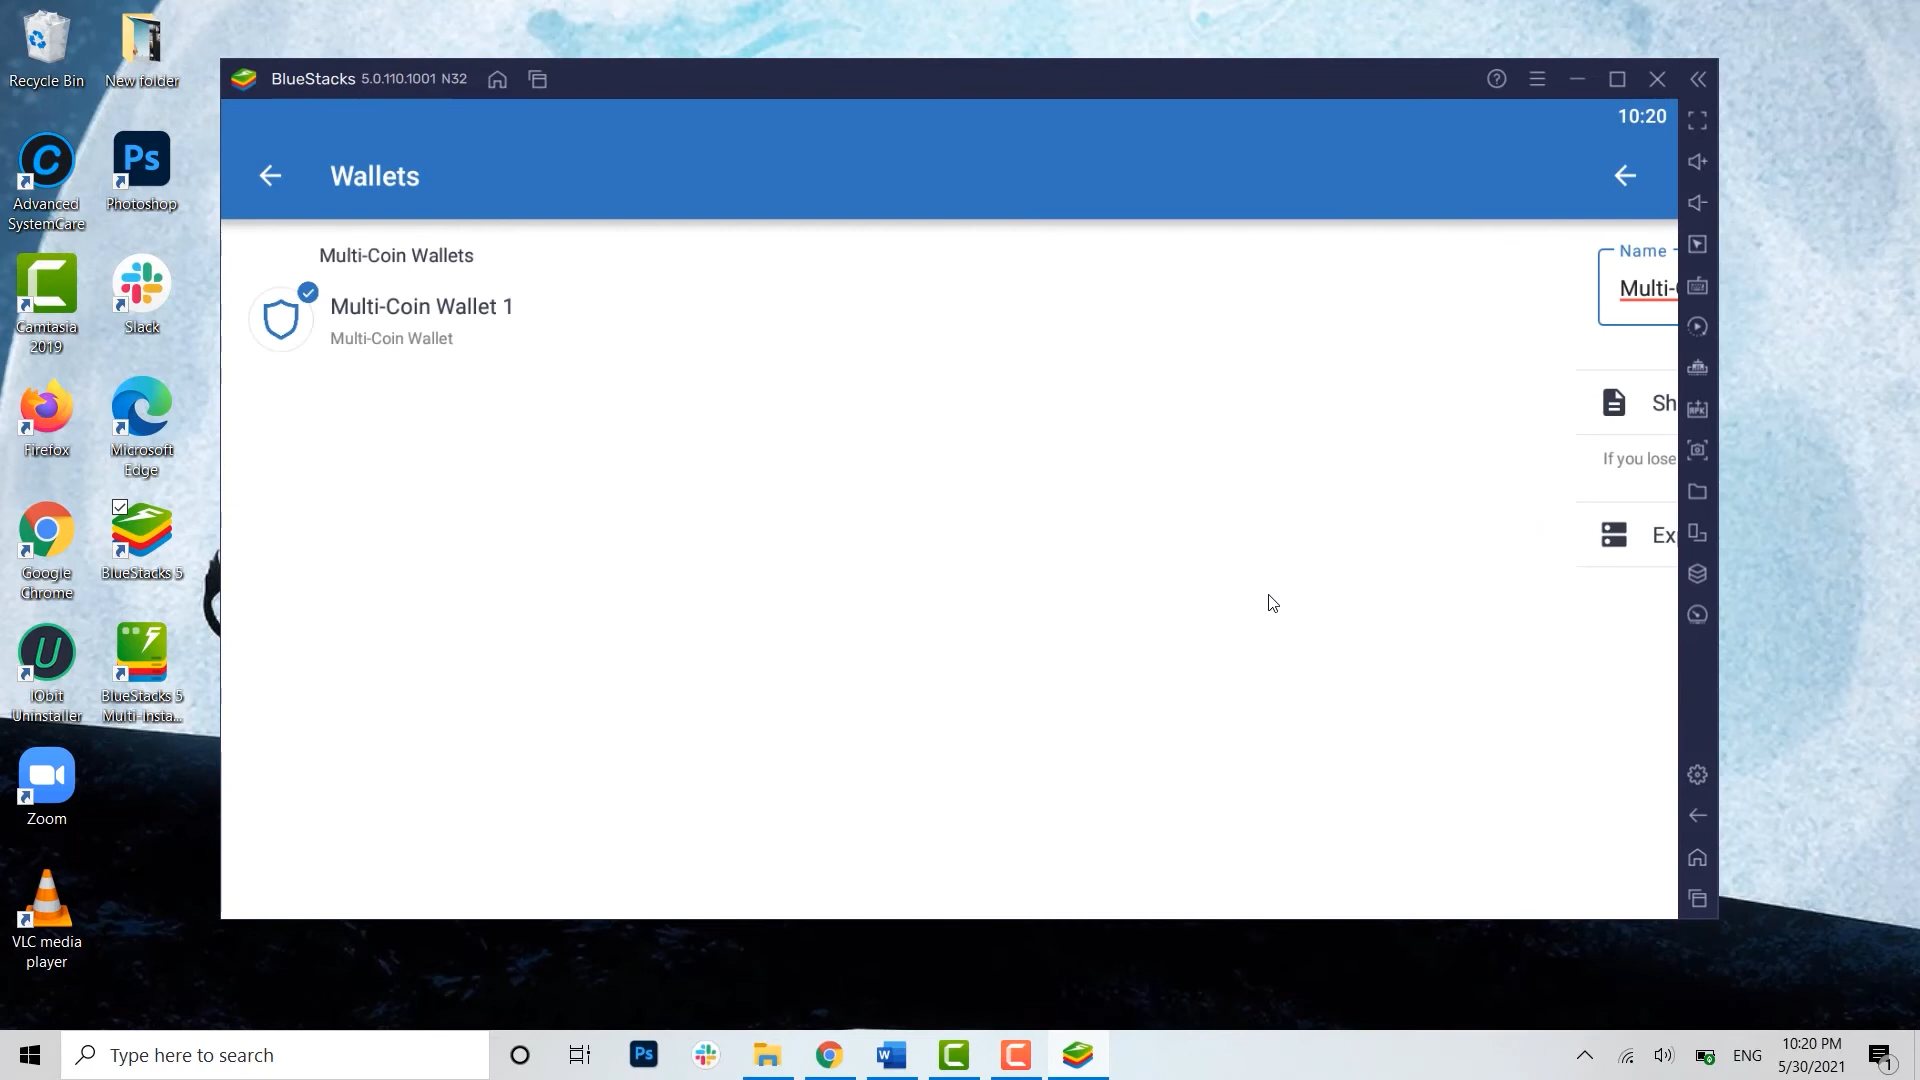 Recycle Bin
New folder
Advanced
SystemCare
Ps
Photoshop
Camtasia
2019
Slack
Firefox
Microsoft
Edge
Google
Chrome
BlueStacks 5
IObit
Uninstaller
BlueStacks 5
Multi-Insta...
Zoom
VLC media
player
BlueStacks 5.0.110.1001 N32
10:20
Wallets
Multi-Coin Wallets
Multi-Coin Wallet 1
Multi-Coin Wallet
Name
Multi-
Sh
If you lose
Ex
Type here to search
Ps
ENG
10:20 PM
5/30/2021
1